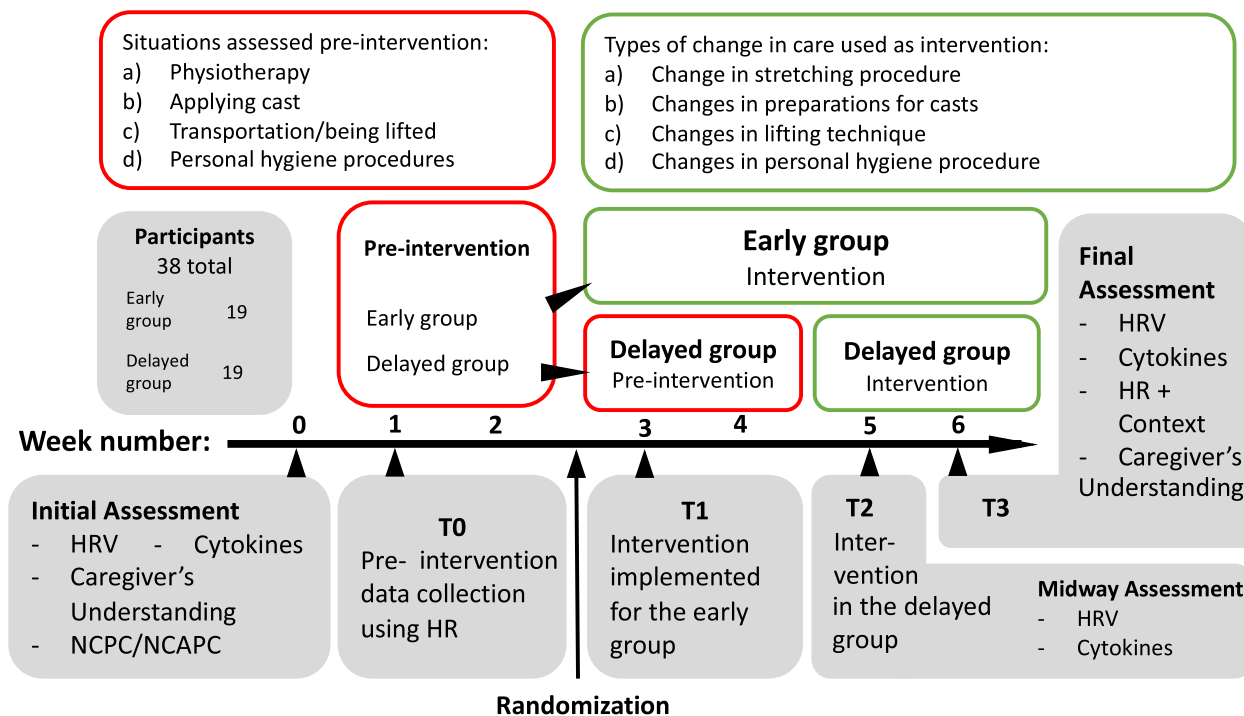 Situations assessed pre-intervention:
a) Physiotherapy
b) Applying cast
c) Transportation/being lifted
d) Personal hygiene procedures
Types of change in care used as intervention:
a) Change in stretching procedure
b) Changes in preparations for casts
c) Changes in lifting technique
d) Changes in personal hygiene procedure
Participants
38 total
Early
group 19
Delayed
group 19
Pre-intervention
Early group
Delayed group
Early group
Intervention
Delayed group
Pre-intervention
Delayed group
Intervention
Final
Assessment
- HRV
- Cytokines
- HR +
Context
- Caregiver's
Understanding
Week number:
0 1 2 3 4 5 6
Initial Assessment
- HRV - Cytokines
- Caregiver's
Understanding
- NCPC/NCAPC
T0
Pre- intervention
data collection
using HR
T1
Intervention
implemented
for the early
group
T2
Inter-
vention
in the delayed
group
T3
Midway Assessment
- HRV
- Cytokines
Randomization